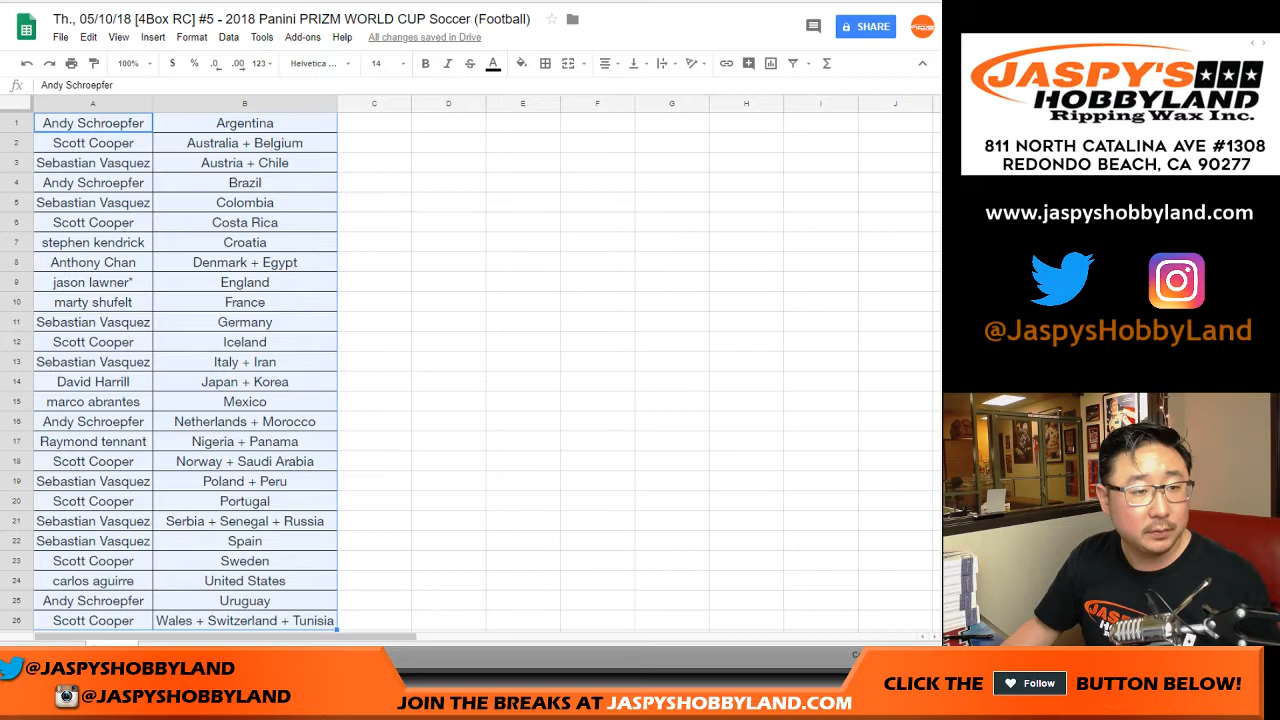 Th., 05/10/18 [4Box RC] #5 - 2018 Panini PRIZM WORLD CUP Soccer (Football)
SHARE
File Edit View Insert Format Data Tools Add-ons Help All changes saved in Drive
100% $ % .0 .00 123 Helvetica ... 14 B I S A
fx Andy Schroepfer
A B C D E F G H I J
1 Andy Schroepfer Argentina
2 Scott Cooper Australia + Belgium
3 Sebastian Vasquez Austria + Chile
4 Andy Schroepfer Brazil
5 Sebastian Vasquez Colombia
6 Scott Cooper Costa Rica
7 stephen kendrick Croatia
8 Anthony Chan Denmark + Egypt
9 jason lawner* England
10 marty shufelt France
11 Sebastian Vasquez Germany
12 Scott Cooper Iceland
13 Sebastian Vasquez Italy + Iran
14 David Harrill Japan + Korea
15 marco abrantes Mexico
16 Andy Schroepfer Netherlands + Morocco
17 Raymond tennant Nigeria + Panama
18 Scott Cooper Norway + Saudi Arabia
19 Sebastian Vasquez Poland + Peru
20 Scott Cooper Portugal
21 Sebastian Vasquez Serbia + Senegal + Russia
22 Sebastian Vasquez Spain
23 Scott Cooper Sweden
24 carlos aguirre United States
25 Andy Schroepfer Uruguay
26 Scott Cooper Wales + Switzerland + Tunisia
JASPY'S
HOBBYLAND
Ripping Wax Inc.
811 NORTH CATALINA AVE #1308
REDONDO BEACH, CA 90277
www.jaspyshobbyland.com
@JaspysHobbyLand
JASPY'S
HOBBYLAND
@JASPYSHOBBYLAND
@JASPYSHOBBYLAND
JOIN THE BREAKS AT JASPYSHOBBYLAND.COM
CLICK THE Follow BUTTON BELOW!